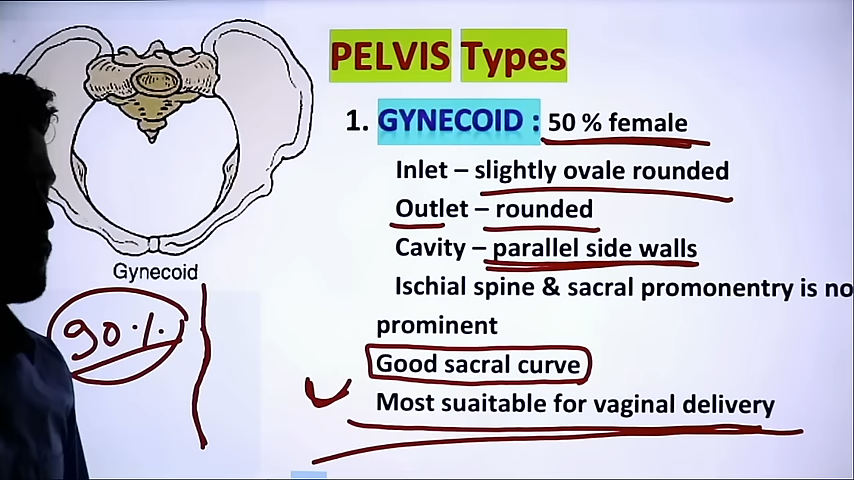 PELVIS Types
1. GYNECOID : 50 % female
Inlet – slightly ovale rounded
Outlet – rounded
Cavity – parallel side walls
Ischial spine & sacral promonentry is no
prominent
Good sacral curve
Most suaitable for vaginal delivery
Gynecoid
90%